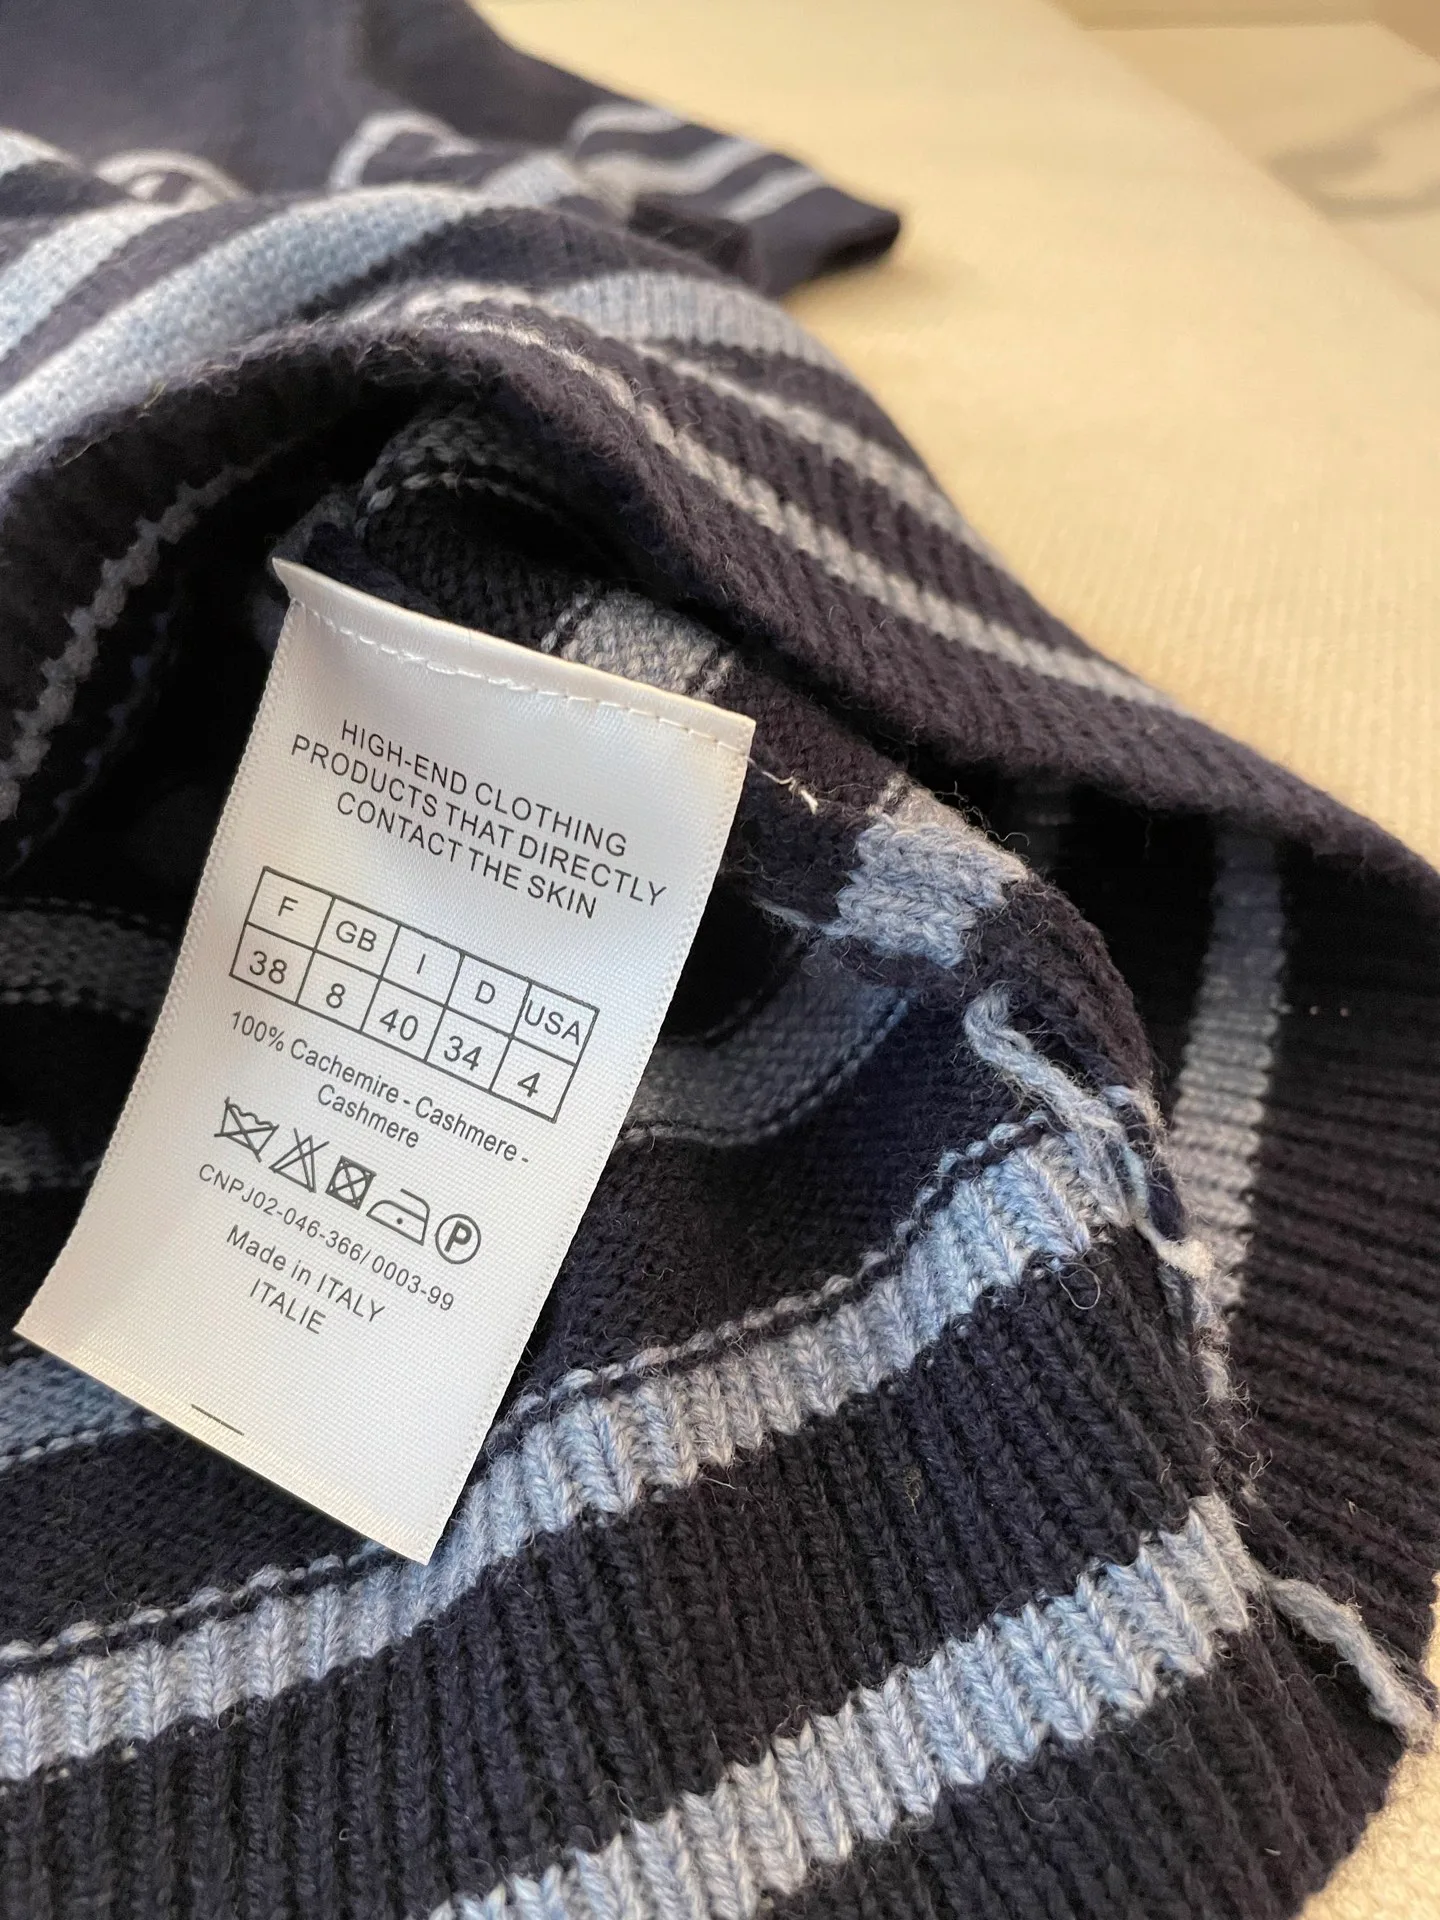 HIGH-END CLOTHING
PRODUCTS THAT DIRECTLY
CONTACT THE SKIN
F GB I D USA
38 8 40 34 4
100% Cachemire - Cashmere -
Cashmere
P
CNPJ02-046-366/ 0003-99
Made in ITALY
ITALIE